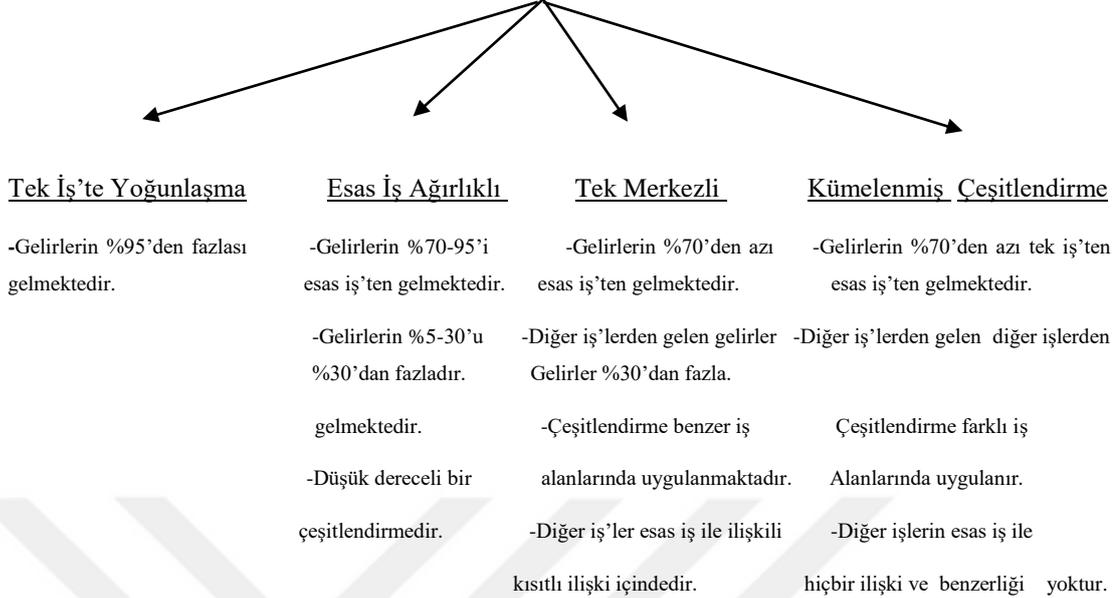 Tek İş’te Yoğunlaşma Esas İş Ağırlıklı Tek Merkezli Kümelenmiş Çeşitlendirme
-Gelirlerin %95’den fazlası -Gelirlerin %70-95’i -Gelirlerin %70’den azı -Gelirlerin %70’den azı tek iş’ten
gelmektedir. esas iş’ten gelmektedir. esas iş’ten gelmektedir. esas iş’ten gelmektedir.
-Gelirlerin %5-30’u -Diğer iş’lerden gelen gelirler -Diğer iş’lerden gelen diğer işlerden
%30’dan fazladır. Gelirler %30’dan fazla.
gelmektedir. -Çeşitlendirme benzer iş Çeşitlendirme farklı iş
-Düşük dereceli bir alanlarında uygulanmaktadır. Alanlarında uygulanır.
çeşitlendirmedir. -Diğer iş’ler esas iş ile ilişkili -Diğer işlerin esas iş ile
kısıtlı ilişki içindedir. hiçbir ilişki ve benzerliği yoktur.